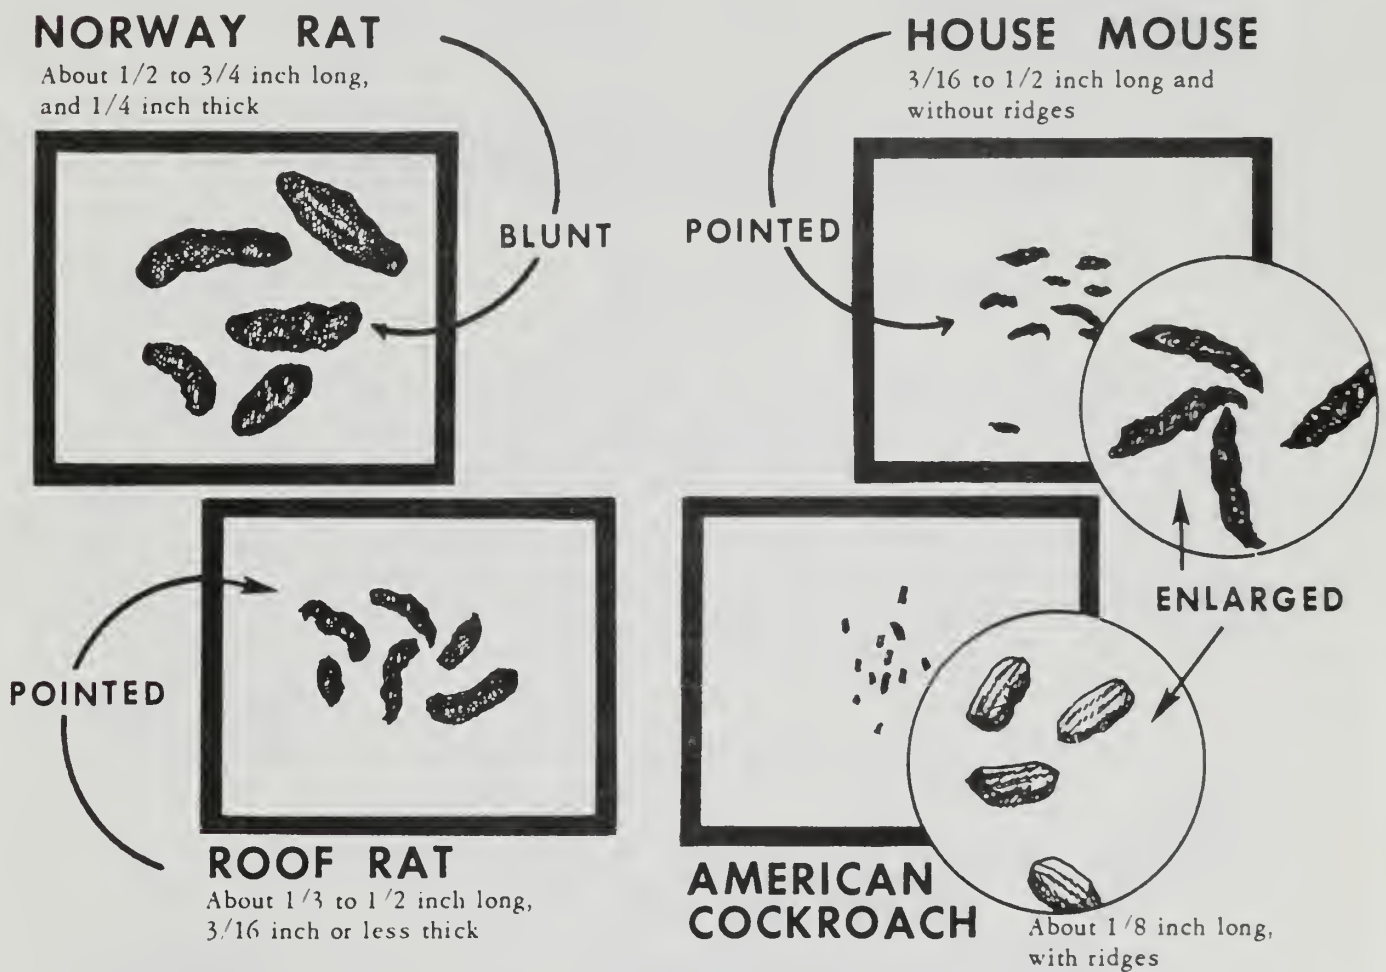 NORWAY RAT
About 1/2 to 3/4 inch long,
and 1/4 inch thick
BLUNT
HOUSE MOUSE
3/16 to 1/2 inch long and
without ridges
POINTED
POINTED
ROOF RAT
About 1/3 to 1/2 inch long,
3/16 inch or less thick
ENLARGED
AMERICAN
COCKROACH
About 1/8 inch long,
with ridges